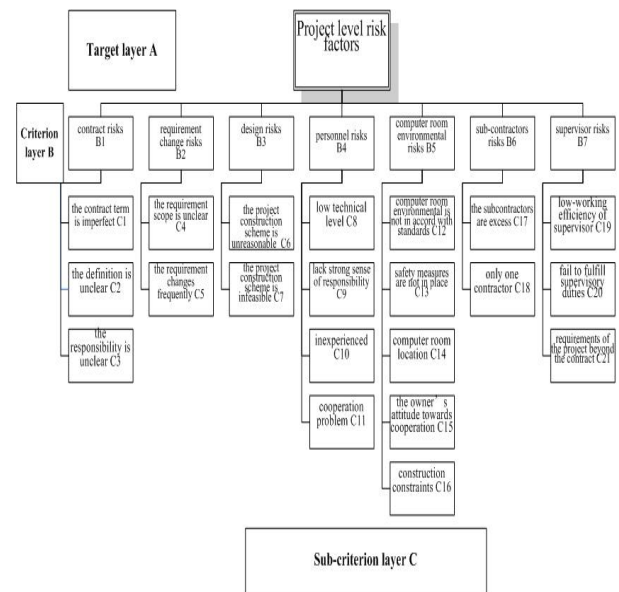 Target layer A
Project level risk
factors
Criterion
layer B
contract risks
B1
requirement
change risks
B2
design risks
B3
personnel risks
B4
computer room
environmental
risks B5
sub-contractors
risks B6
supervisor risks
B7
the contract term
is imperfect C1
the definition is
unclear C2
the
responsibility is
unclear C3
the requirement
scope is unclear
C4
the requirement
changes
frequently C5
the project
construction
scheme is
unreasonable C6
the project
construction
scheme is
infeasible C7
low technical
level C8
lack strong sense
of responsibility
C9
inexperienced
C10
cooperation
problem C11
computer room
environmental is
not in accord with
standards C12
safety measures
are not in place
C13
computer room
location C14
the owner's
attitude towards
cooperation C15
construction
constraints C16
the subcontractors
are excess C17
only one
contractor C18
low-working
efficiency of
supervisor C19
fail to fulfill
supervisory
duties C20
requirements of
the project beyond
the contract C21
Sub-criterion layer C